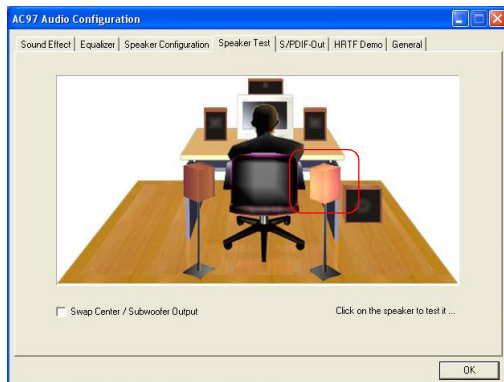 AC97 Audio Configuration
Sound Effect Equalizer Speaker Configuration Speaker Test S/PDIF-Out HRTF Demo General
Swap Center / Subwoofer Output
Click on the speaker to test it ...
OK